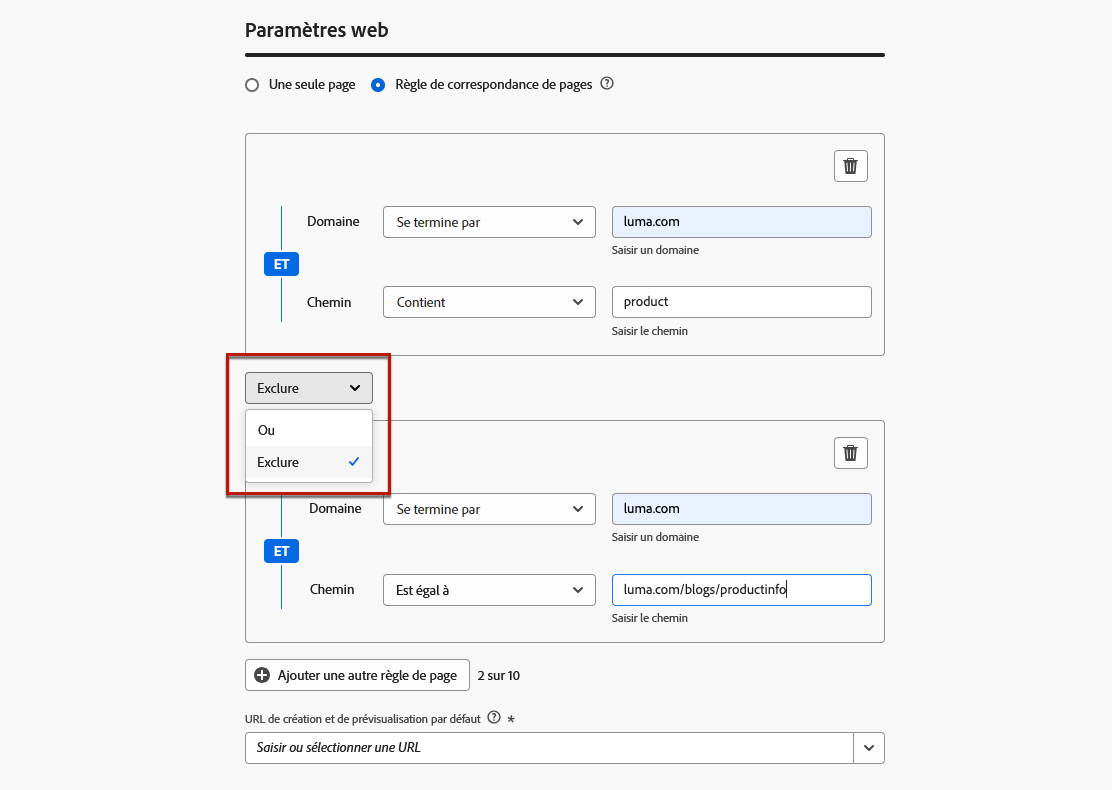 Paramètres web
Une seule page Règle de correspondance de pages ?
Domaine Se termine par luma.com
Saisir un domaine
ET
Chemin Contient product
Saisir le chemin
Exclure
Ou
Exclure
Domaine Se termine par luma.com
Saisir un domaine
ET
Chemin Est égal à luma.com/blogs/productinfo
Saisir le chemin
Ajouter une autre règle de page 2 sur 10
URL de création et de prévisualisation par défaut ? *
Saisir ou sélectionner une URL